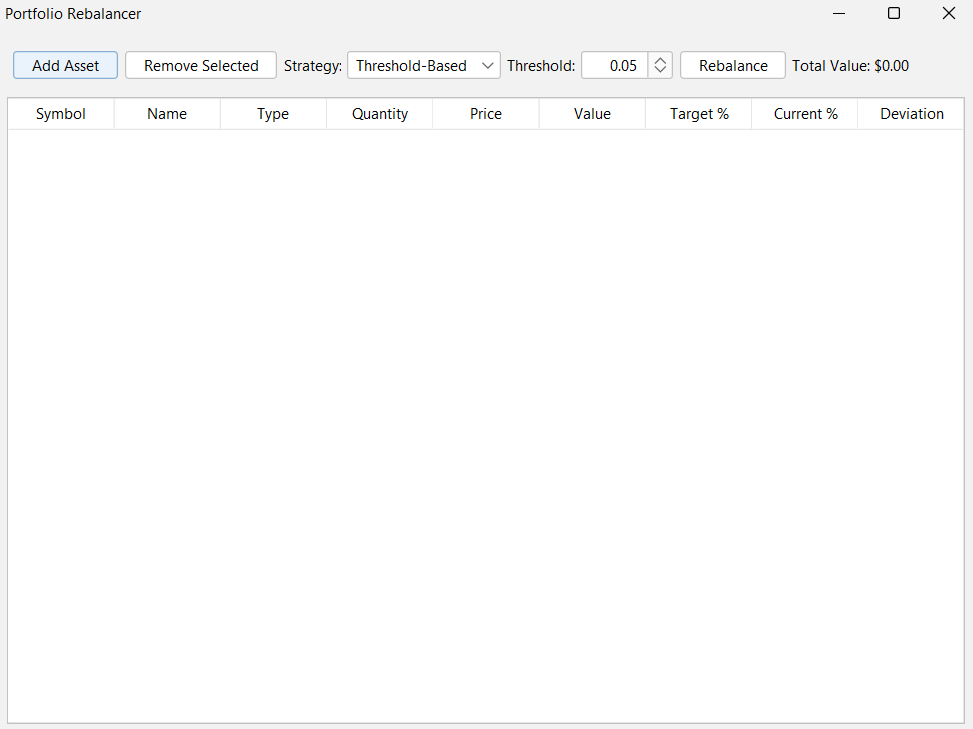 Portfolio Rebalancer
Add Asset Remove Selected Strategy: Threshold-Based Threshold: 0.05 Rebalance Total Value: $0.00
Symbol Name Type Quantity Price Value Target % Current % Deviation